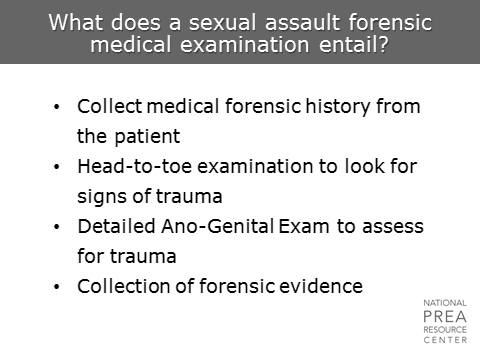 What does a sexual assault forensic
medical examination entail?
• Collect medical forensic history from
the patient
• Head-to-toe examination to look for
signs of trauma
• Detailed Ano-Genital Exam to assess
for trauma
• Collection of forensic evidence
NATIONAL
PREA
RESOURCE
CENTER